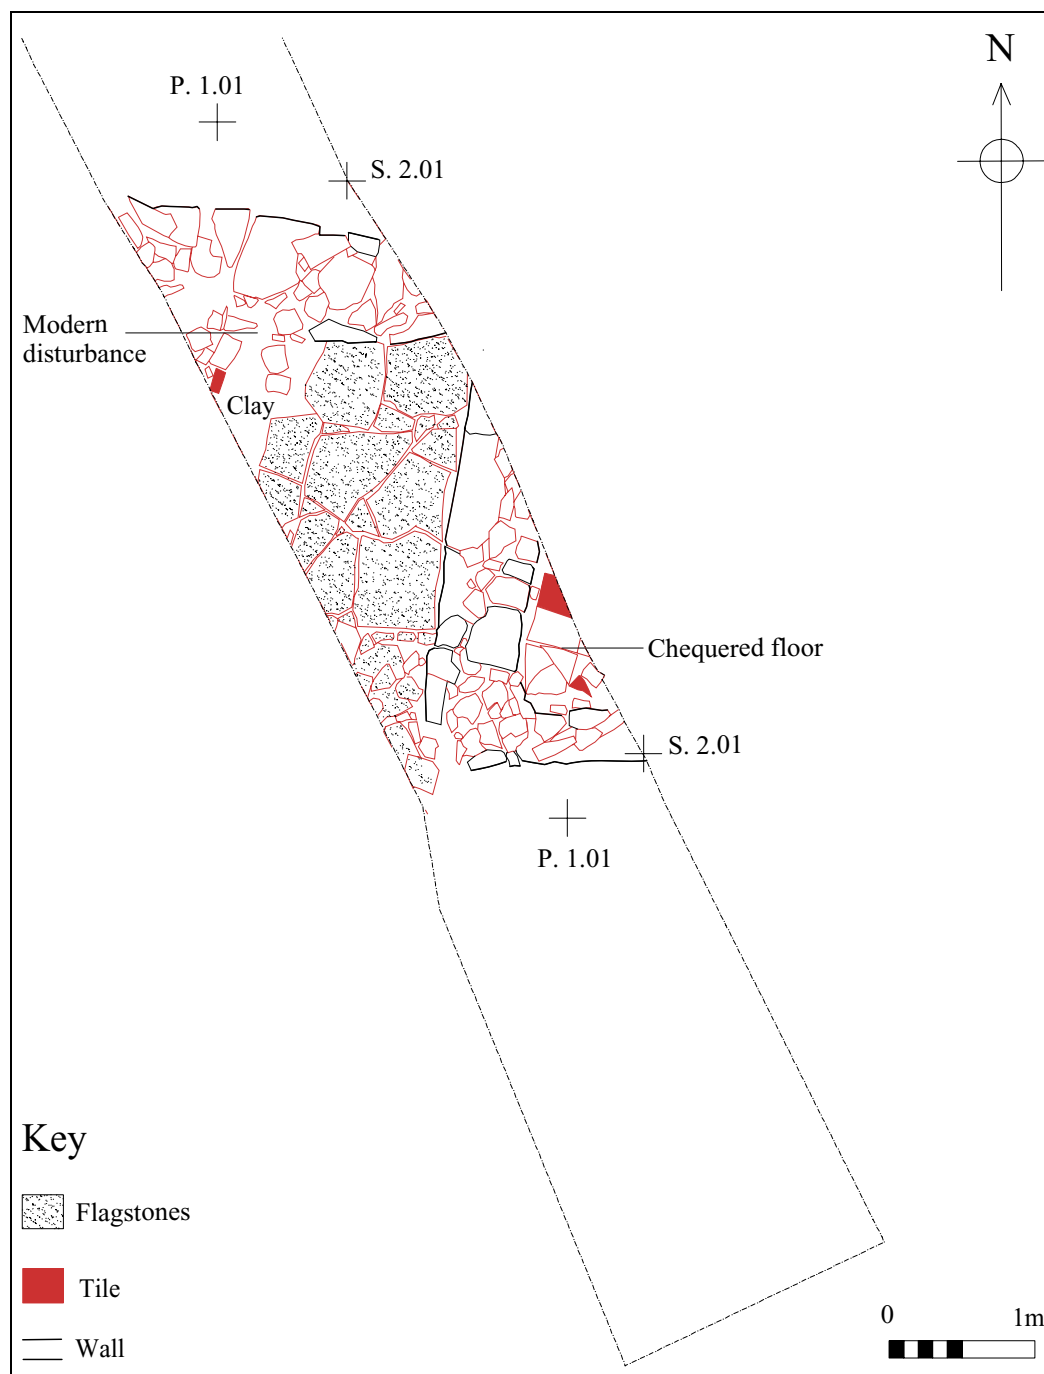 N
P. 1.01
S. 2.01
Modern
disturbance
Clay
Chequered floor
S. 2.01
P. 1.01
Key
Flagstones
Tile
Wall
0 1m